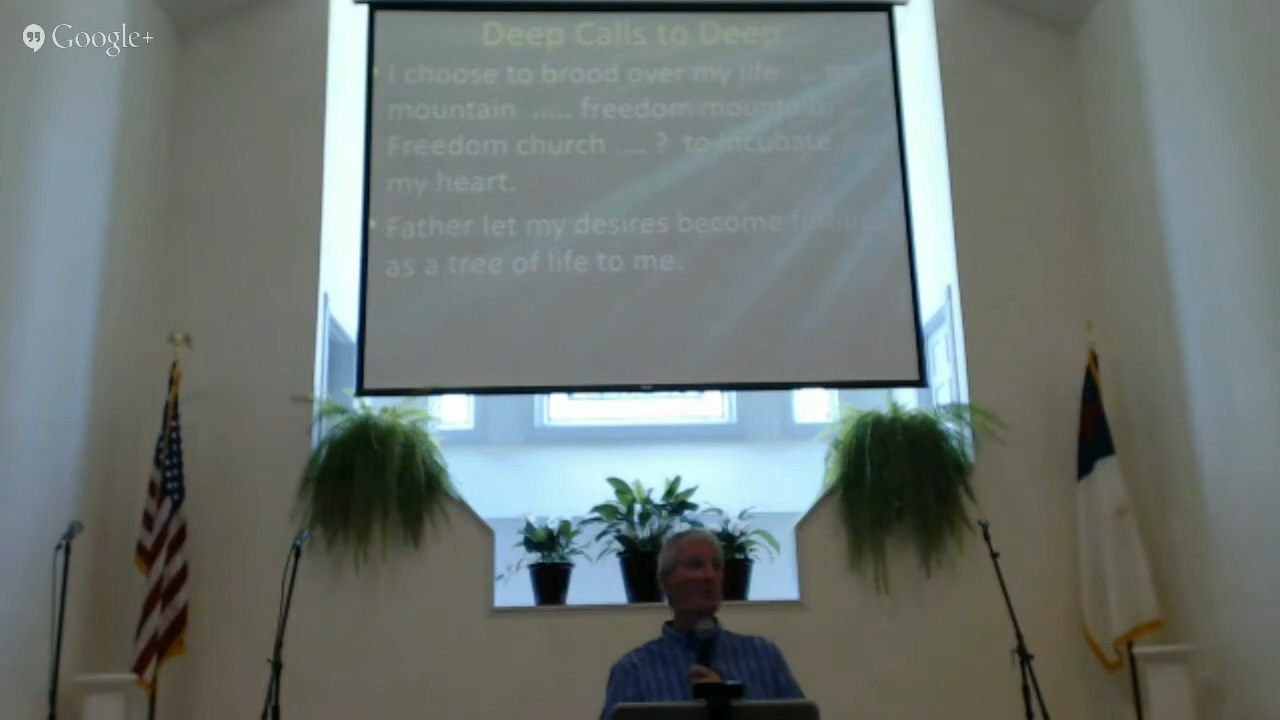 Google+
Deep Calls to Deep
I choose to brood over my life ... my
mountain ..... freedom mountain
Freedom church .... ? to incubate
my heart.
Father let my desires become
as a tree of life to me.